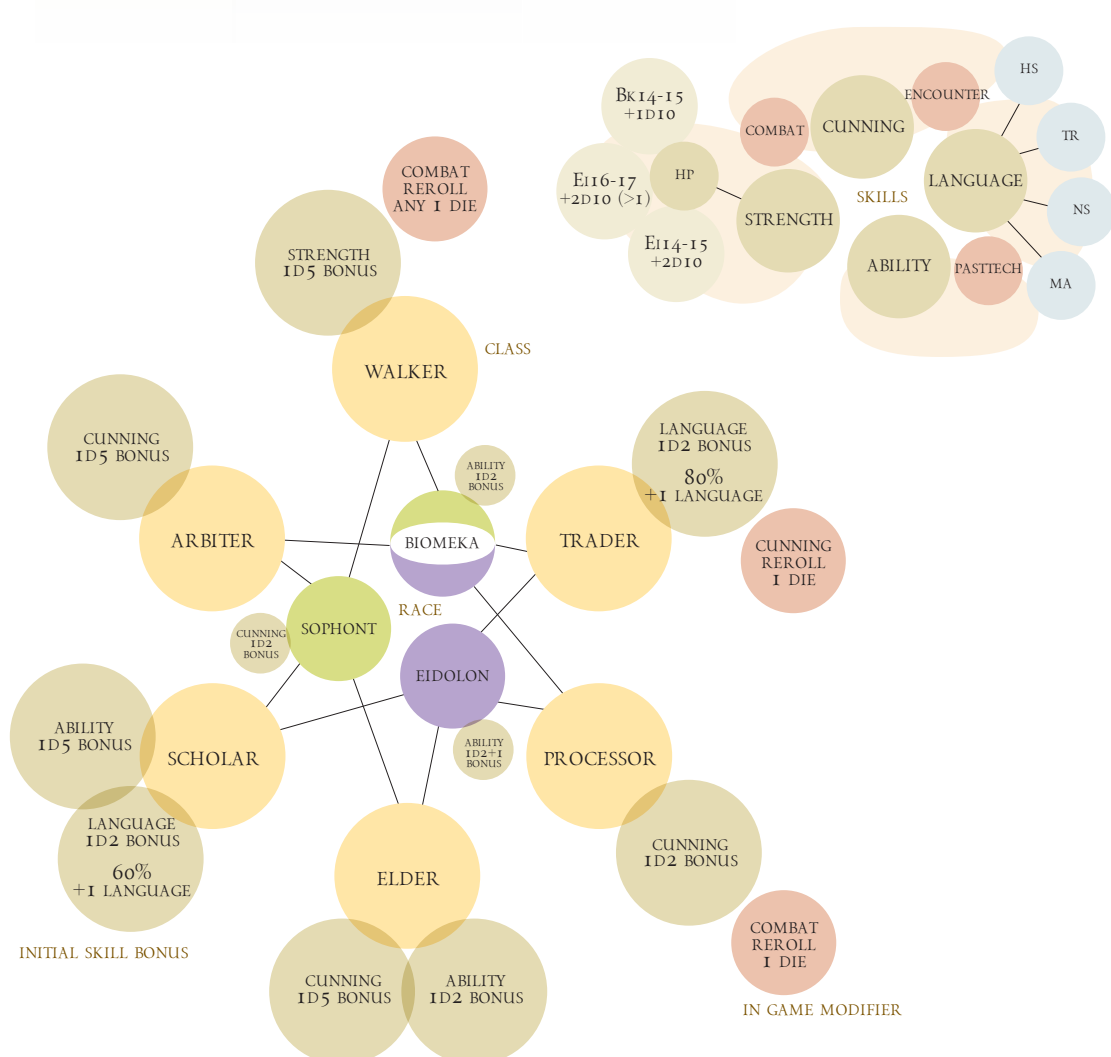 HS
BK14-15
+1D10
ENCOUNTER
COMBAT
CUNNING
TR
HP
LANGUAGE
EI16-17
+2D10 (>1)
SKILLS
STRENGTH
NS
EI14-15
+2D10
ABILITY
PASTTECH
MA
COMBAT
REROLL
ANY 1 DIE
STRENGTH
1D5 BONUS
CLASS
WALKER
CUNNING
1D5 BONUS
LANGUAGE
1D2 BONUS
80%
+1 LANGUAGE
ABILITY
1D2
BONUS
ARBITER
BIOMEKA
TRADER
CUNNING
REROLL
1 DIE
RACE
SOPHONT
CUNNING
1D2
BONUS
EIDOLON
ABILITY
1D5 BONUS
SCHOLAR
ABILITY
1D2+1
BONUS
PROCESSOR
LANGUAGE
1D2 BONUS
60%
+1 LANGUAGE
CUNNING
1D2 BONUS
ELDER
INITIAL SKILL BONUS
COMBAT
REROLL
1 DIE
CUNNING
1D5 BONUS
ABILITY
1D2 BONUS
IN GAME MODIFIER